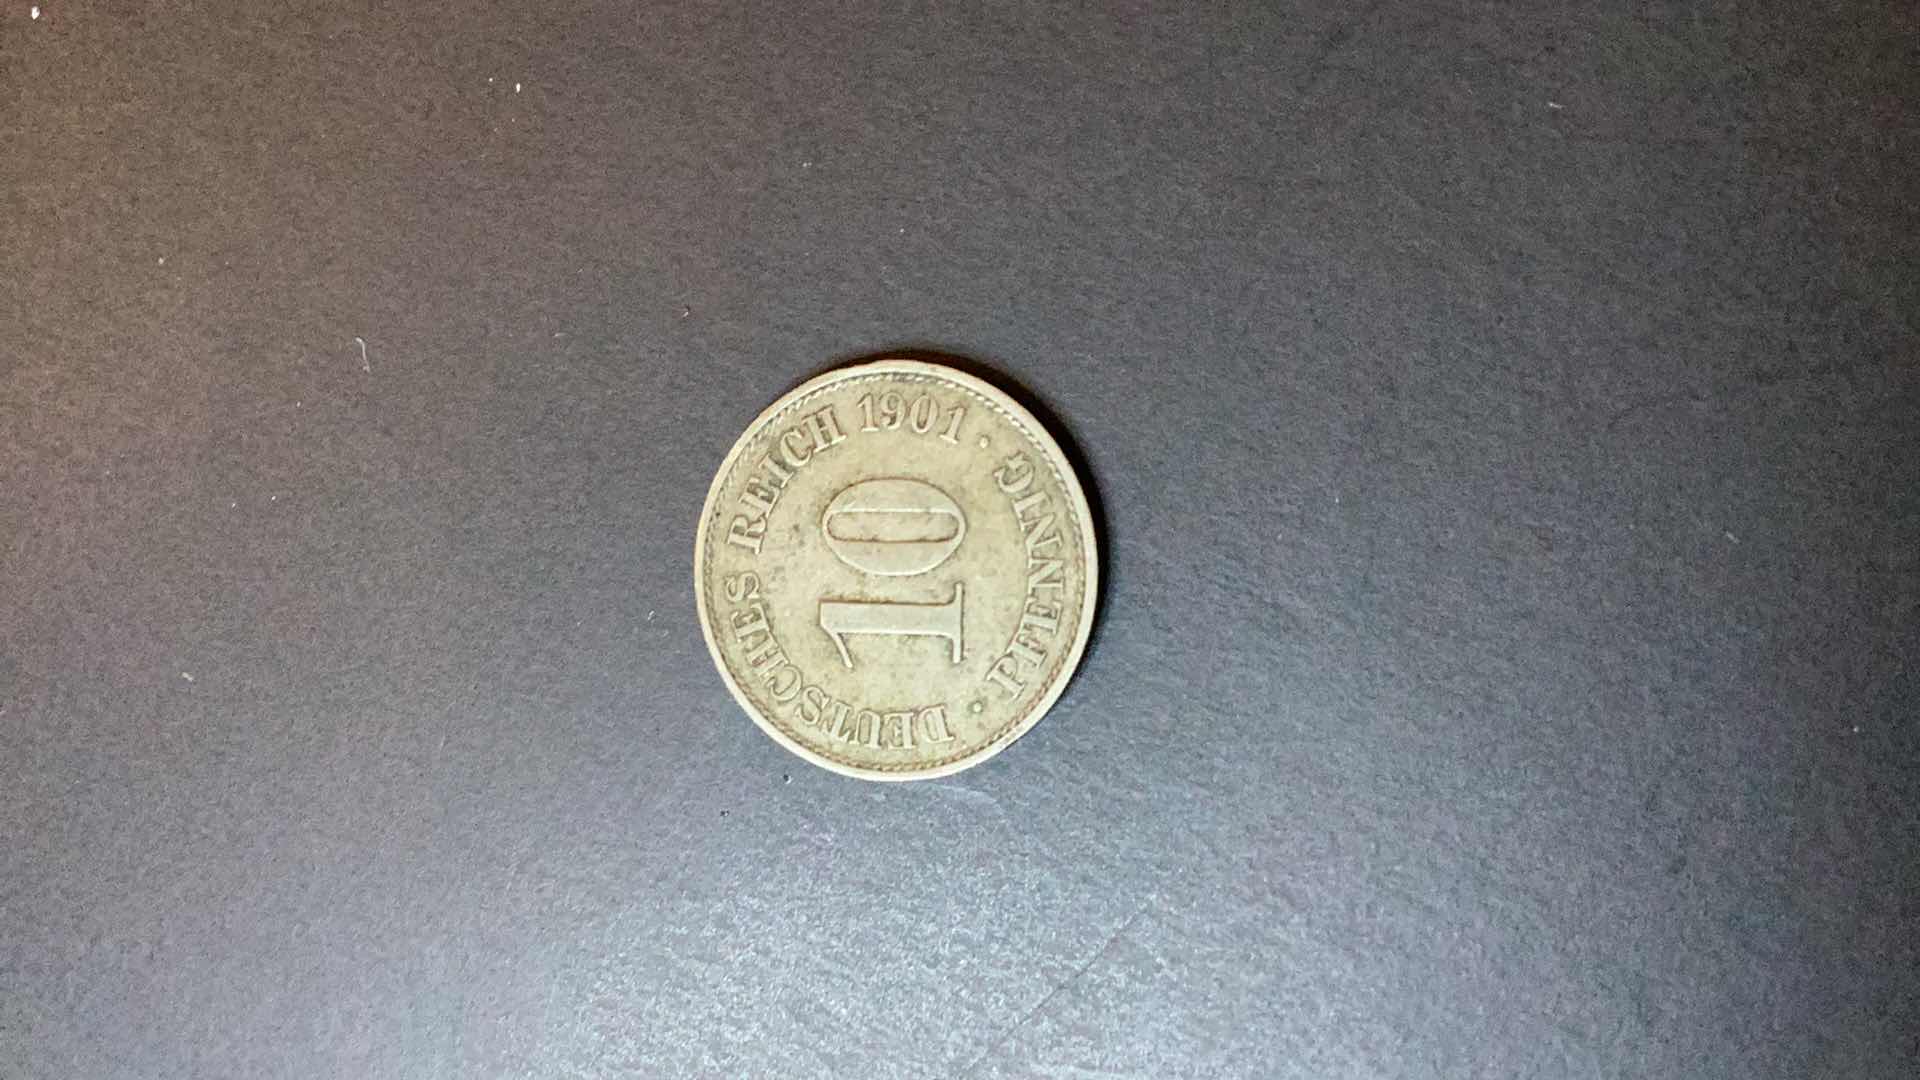 DEUTSCHES REICH 1901 ·
10
PFENNIG ·